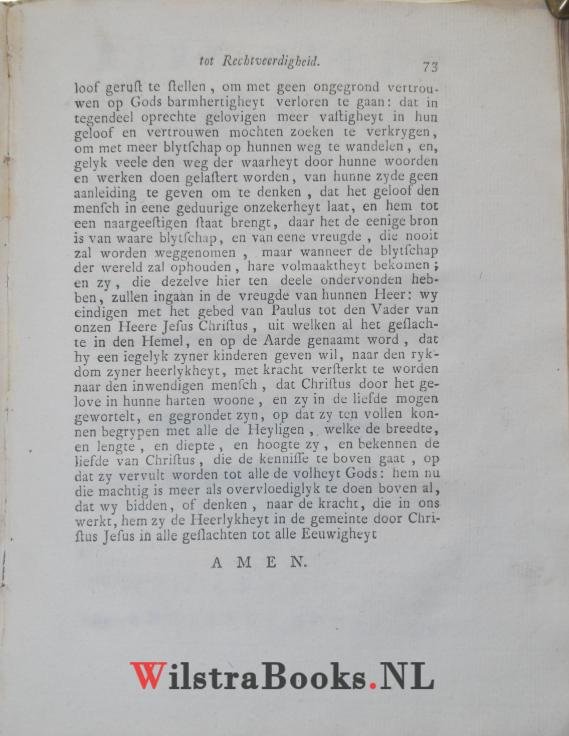 tot Rechtveerdigheid.
73
loof geruſt te ſtellen , om met geen ongegrond vertrou-
wen op Gods barmhertigheyt verloren te gaan: dat in
tegendeel oprechte gelovigen meer vaſtigheyt in hun
geloof en vertrouwen mochten zoeken te verkrygen,
om met meer blytſchap op hunnen weg te wandelen , en,
gelyk veele den weg der waarheyt door hunne woorden
en werken doen gelaſtert worden, van hunne zyde geen
aanleiding te geven om te denken , dat het geloof den
menſch in eene geduurige onzekerheyt laat, en hem tot
een naargeeſtigen ſtaat brengt, daar het de eenige bron
is van waare blytſchap, en van eene vreugde , die nooit
zal worden weggenomen , maar wanneer de blytſchap
der wereld zal ophouden, hare volmaaktheyt bekomen ;
en zy , die dezelve hier ten deele ondervonden heb-
ben, zullen ingaan in de vreugde van hunnen Heer: wy
eindigen met het gebed van Paulus tot den Vader van
onzen Heere Jeſus Chriſtus , uit welken al het geſlach-
te in den Hemel, en op de Aarde genaamt word , dat
hy een iegelyk zyner kinderen geven wil, naar den ryk-
dom zyner heerlykheyt, met kracht verſterkt te worden
naar den inwendigen menſch , dat Chriſtus door het ge-
love in hunne harten woone , en zy in de liefde mogen
gewortelt, en gegrondet zyn, op dat zy ten vollen kon-
nen begrypen met alle de Heyligen , welke de breedte,
en lengte , en diepte , en hoogte zy , en bekennen de
liefde van Chriſtus , die de kenniſſe te boven gaat , op
dat zy vervult worden tot alle de volheyt Gods : hem nu
die machtig is meer als overvloediglyk te doen boven al,
dat wy bidden, of denken , naar de kracht, die in ons
werkt, hem zy de Heerlykheyt in de gemeinte door Chri-
ſtus Jeſus in alle geſlachten tot alle Eeuwigheyt
A M E N.
WilstraBooks.NL